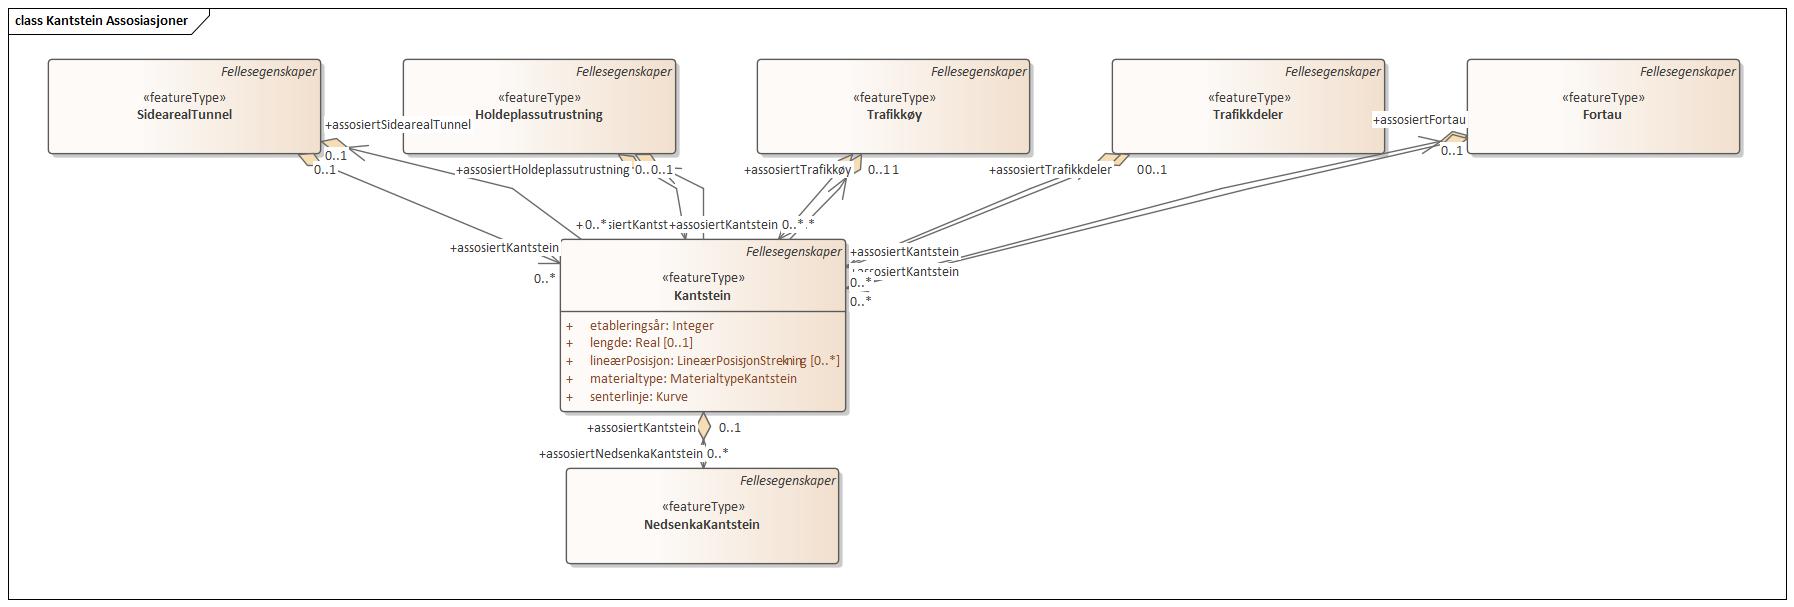 class Kantstein Assosiasjoner
Fellesegenskaper
«featureType»
SidearealTunnel
Fellesegenskaper
«featureType»
Holdeplassutrustning
Fellesegenskaper
«featureType»
Trafikkøy
Fellesegenskaper
«featureType»
Trafikkdeler
Fellesegenskaper
«featureType»
Fortau
+assosiertSidearealTunnel
0..1
0..1
+assosiertHoldeplassutrustning
0..1
+assosiertTrafikkøy
0..1
+assosiertTrafikkdeler
0..1
+assosiertFortau
0..1
0..*
+assosiertKantstein 0..*
+assosiertKantstein
0..*
+assosiertKantstein
+assosiertKantstein
0..*
0..*
Fellesegenskaper
«featureType»
Kantstein
+ etableringsår: Integer
+ lengde: Real [0..1]
+ lineærPosisjon: LineærPosisjonStrekning [0..*]
+ materialtype: MaterialtypeKantstein
+ senterlinje: Kurve
+assosiertKantstein 0..1
+assosiertNedsenkaKantstein 0..*
Fellesegenskaper
«featureType»
NedsenkaKantstein